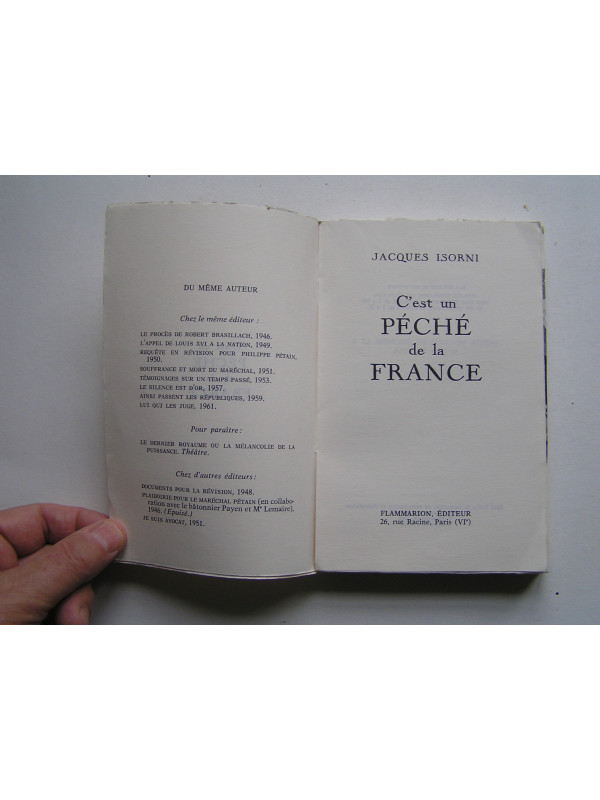 DU MÊME AUTEUR
Chez le même éditeur :
LE PROCÈS DE ROBERT BRASILLACH, 1946.
L'APPEL DE LOUIS XVI A LA NATION, 1949.
REQUÊTE EN RÉVISION POUR PHILIPPE PÉTAIN,
1950.
SOUFFRANCE ET MORT DU MARÉCHAL, 1951.
TÉMOIGNAGES SUR UN TEMPS PASSÉ, 1953.
LE SILENCE EST D'OR, 1957.
AINSI PASSENT LES RÉPUBLIQUES, 1959.
LUI QUI LES JUGE, 1961.
Pour paraître :
LE DERNIER ROYAUME OU LA MÉLANCOLIE DE LA
PUISSANCE. Théâtre.
Chez d'autres éditeurs :
DOCUMENTS POUR LA RÉVISION, 1948.
PLAIDOIRIE POUR LE MARÉCHAL PÉTAIN (en collabo-
ration avec le bâtonnier Payen et Me Lemaire).
1946. (Épuisé.)
JE SUIS AVOCAT, 1951.
JACQUES ISORNI
C'est un
PÉCHÉ
de la
FRANCE
FLAMMARION, ÉDITEUR
26, rue Racine, Paris (VIe)